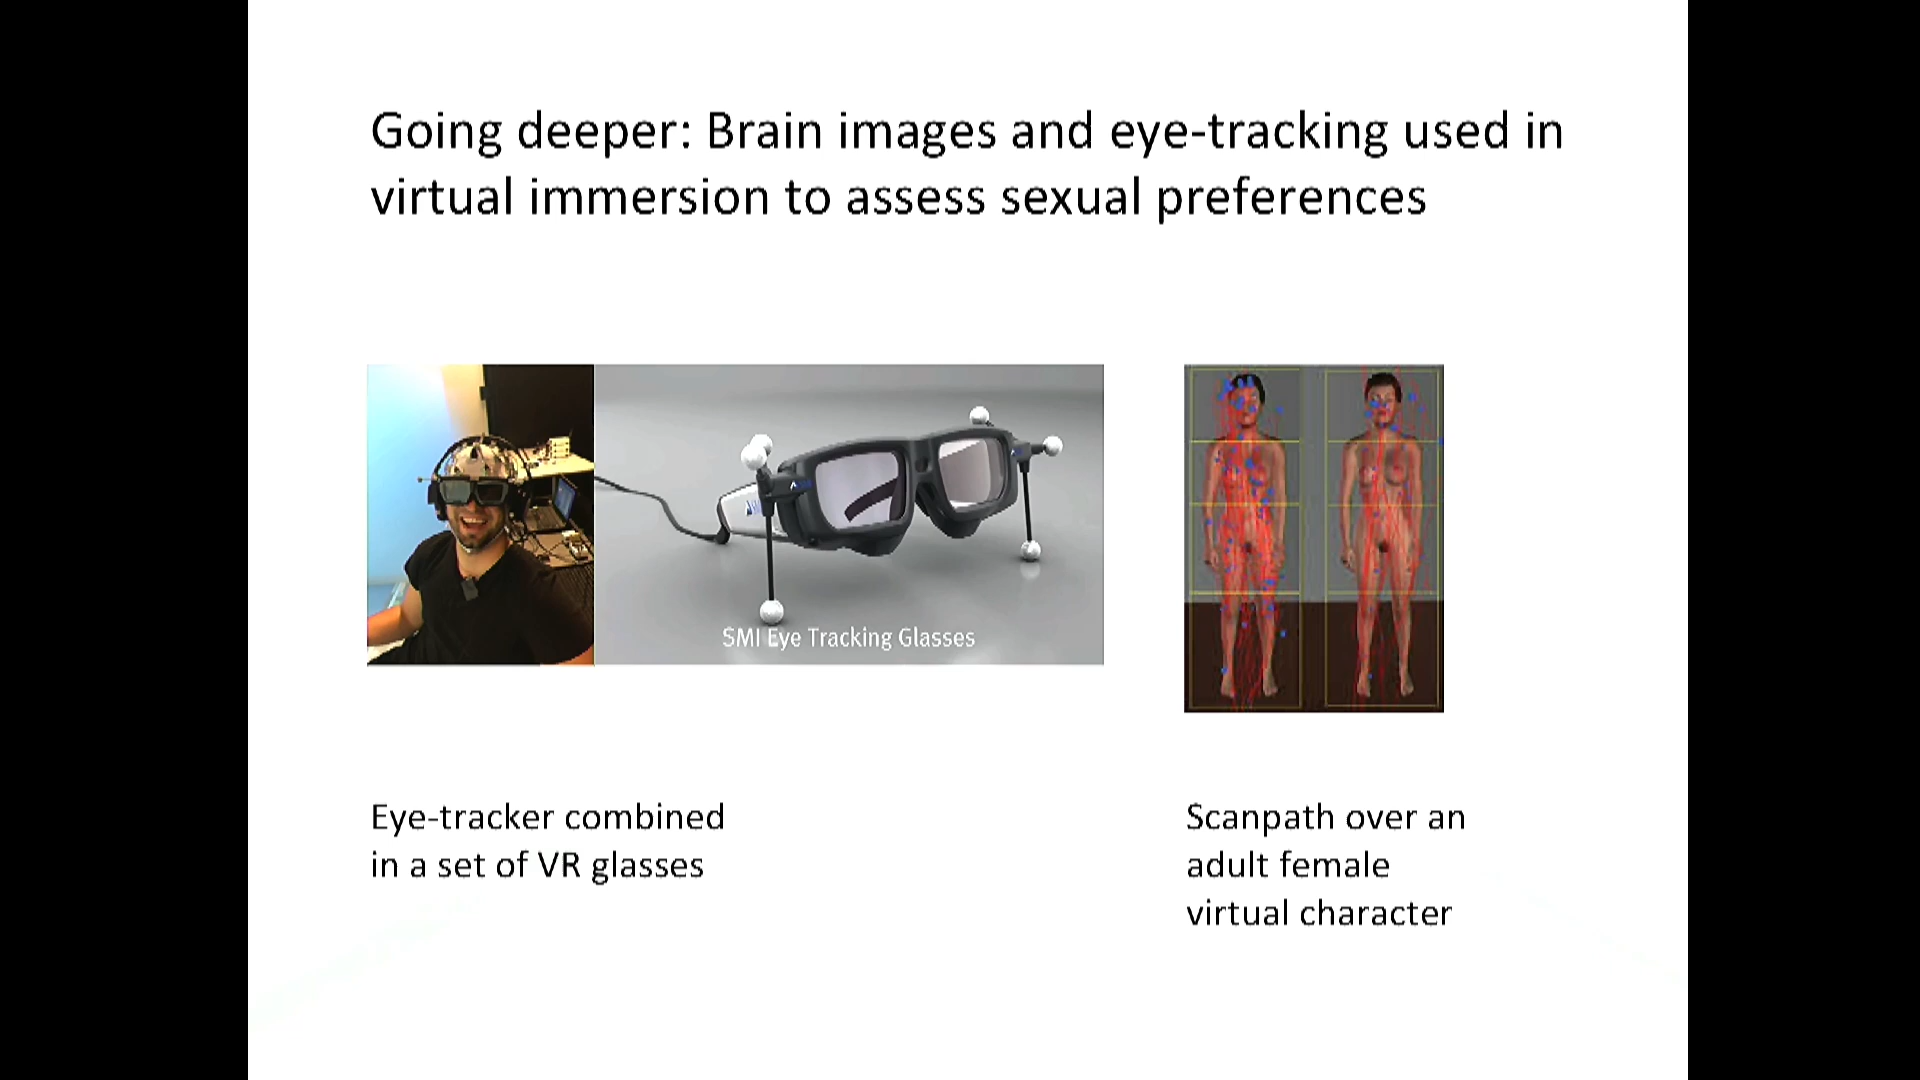 Going deeper: Brain images and eye-tracking used in
virtual immersion to assess sexual preferences
SMI Eye Tracking Glasses
Eye-tracker combined
in a set of VR glasses
Scanpath over an
adult female
virtual character